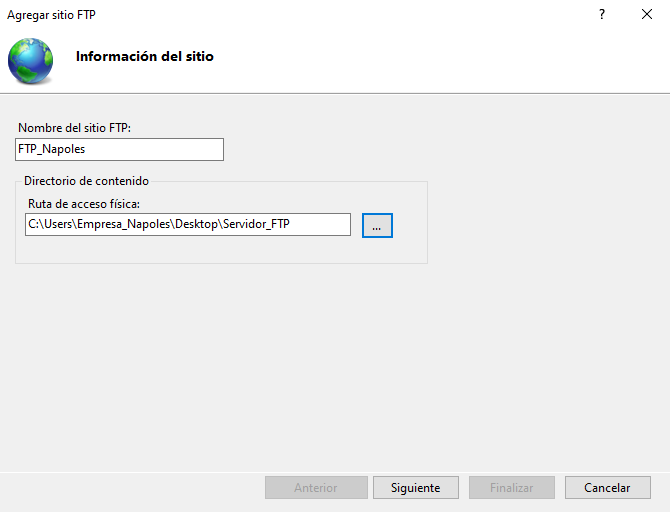 Agregar sitio FTP
Información del sitio
Nombre del sitio FTP:
FTP_Napoles
Directorio de contenido
Ruta de acceso física:
C:\Users\Empresa_Napoles\Desktop\Servidor_FTP
...
Anterior
Siguiente
Finalizar
Cancelar